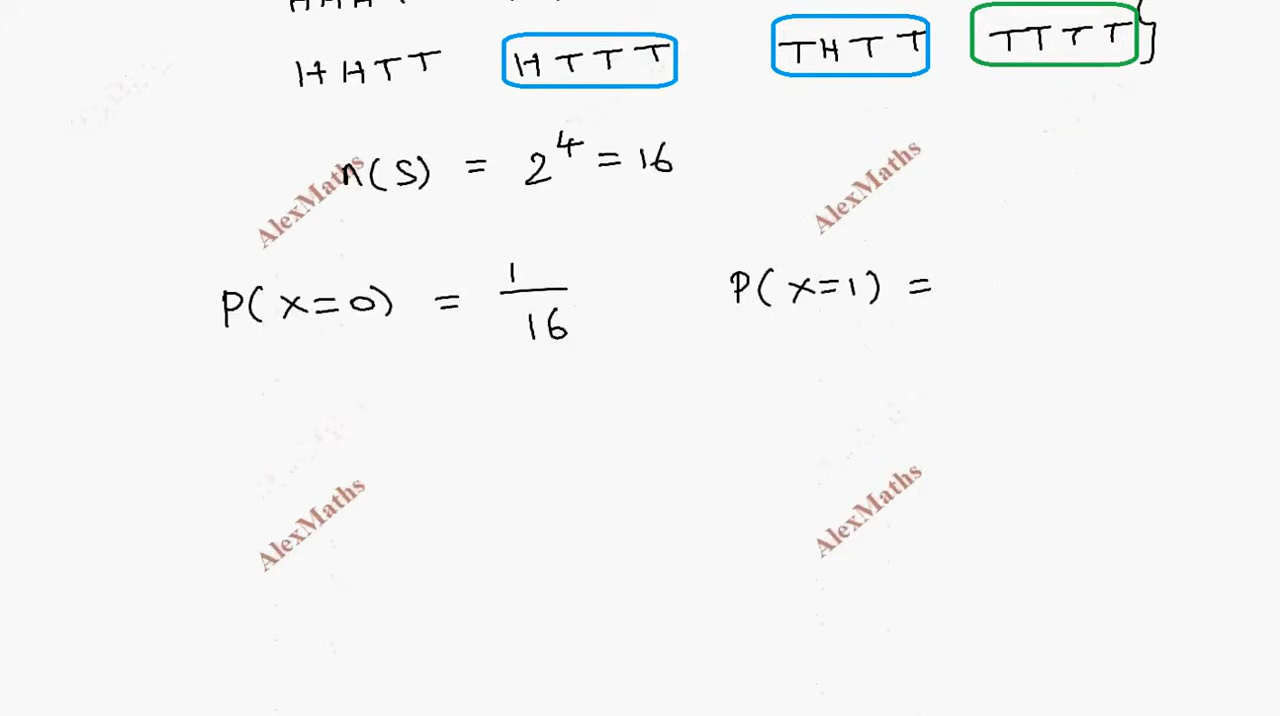 HHTT HTTT THTT TTTT}
n(S) = 2^4 = 16
AlexMaths AlexMaths
P(X=0) = 1/16 P(X=1) =
AlexMaths AlexMaths